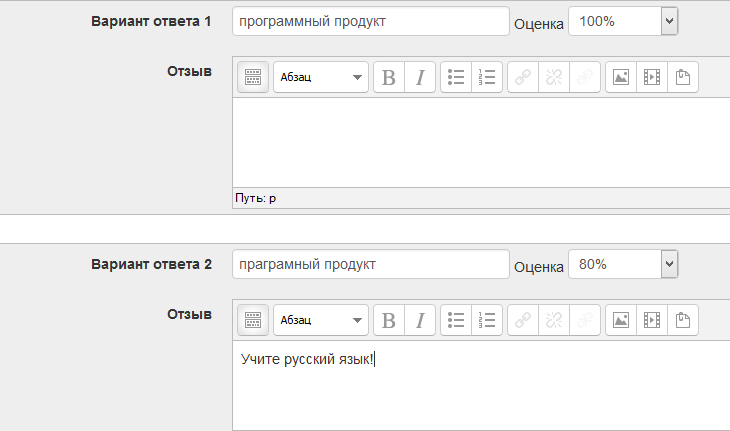 Вариант ответа 1 программный продукт Оценка 100%
Отзыв
Абзац B I
Путь: p
Вариант ответа 2 праграмный продукт Оценка 80%
Отзыв
Абзац B I
Учите русский язык!